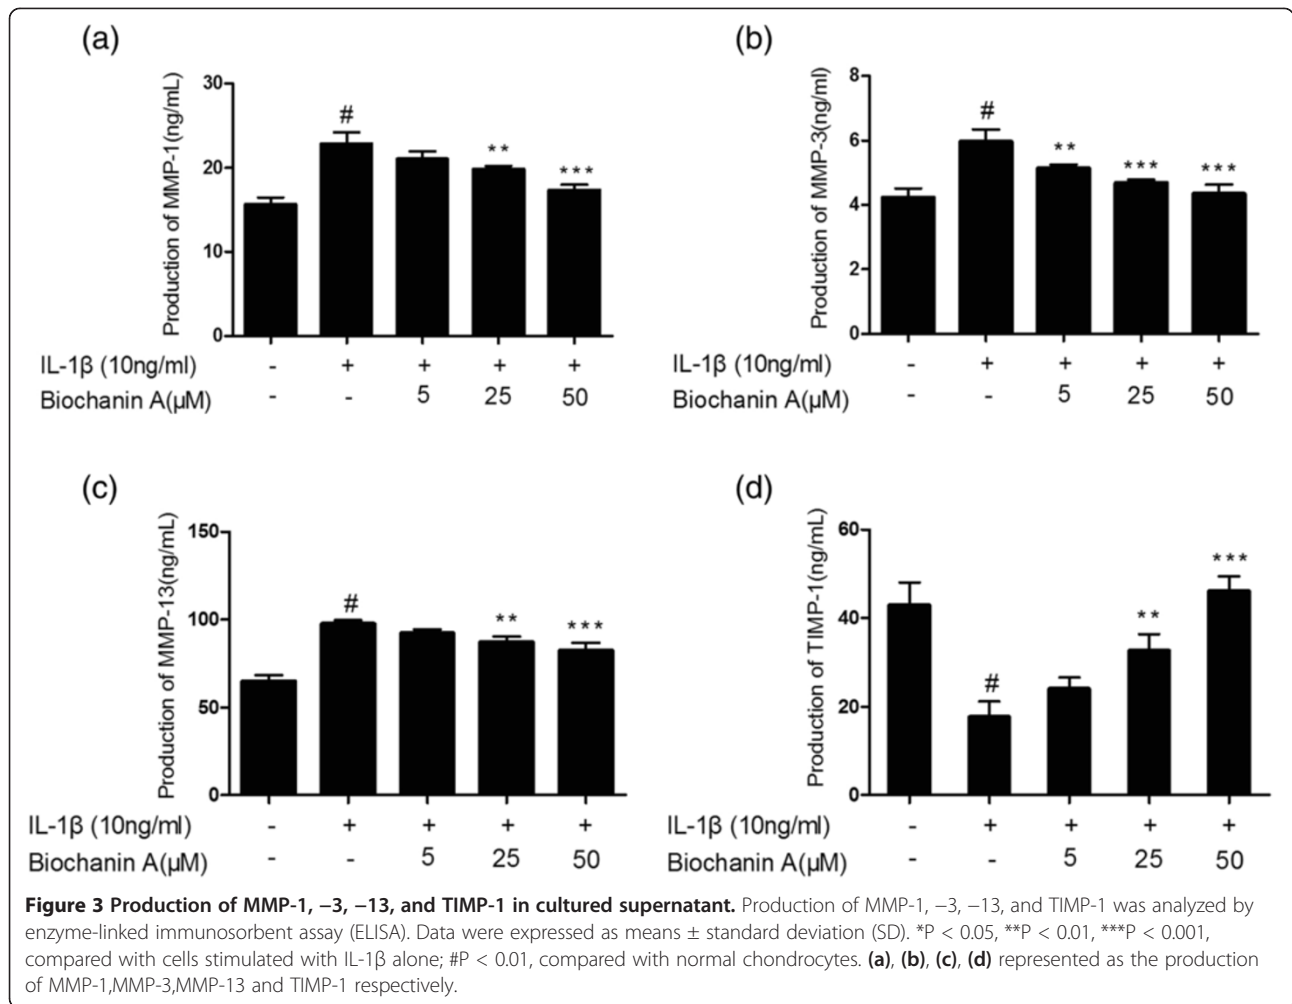 (a)
Production of MMP-1(ng/mL)
30
20
10
0
#
**
***
IL-1β (10ng/ml) - + + + +
Biochanin A(µM) - - 5 25 50
(b)
Production of MMP-3(ng/ml)
8
6
4
2
0
#
**
***
***
IL-1β (10ng/ml) - + + + +
Biochanin A(µM) - - 5 25 50
(c)
Production of MMP-13(ng/mL)
150
100
50
0
#
**
***
IL-1β (10ng/ml) - + + + +
Biochanin A(µM) - - 5 25 50
(d)
Production of TIMP-1(ng/mL)
60
40
20
0
#
**
***
IL-1β (10ng/ml) - + + + +
Biochanin A(µM) - - 5 25 50
Figure 3 Production of MMP-1, −3, −13, and TIMP-1 in cultured supernatant. Production of MMP-1, −3, −13, and TIMP-1 was analyzed by
enzyme-linked immunosorbent assay (ELISA). Data were expressed as means ± standard deviation (SD). *P < 0.05, **P < 0.01, ***P < 0.001,
compared with cells stimulated with IL-1β alone; #P < 0.01, compared with normal chondrocytes. (a), (b), (c), (d) represented as the production
of MMP-1,MMP-3,MMP-13 and TIMP-1 respectively.